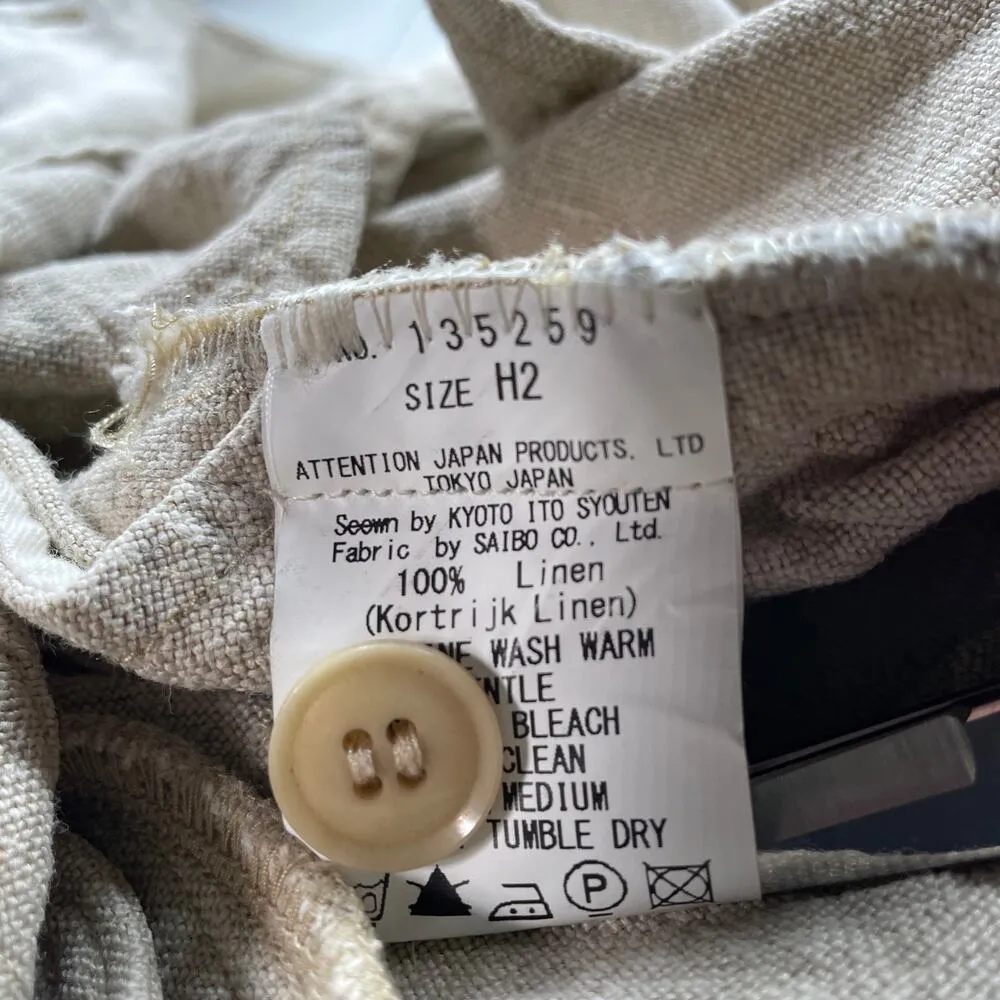 NO. 135259
SIZE H2
ATTENTION JAPAN PRODUCTS. LTD
TOKYO JAPAN
Seown by KYOTO ITO SYOUTEN
Fabric by SAIBO CO., Ltd.
100% Linen
(Kortrijk Linen)
WASH WARM
BLEACH
CLEAN
MEDIUM
TUMBLE DRY
P